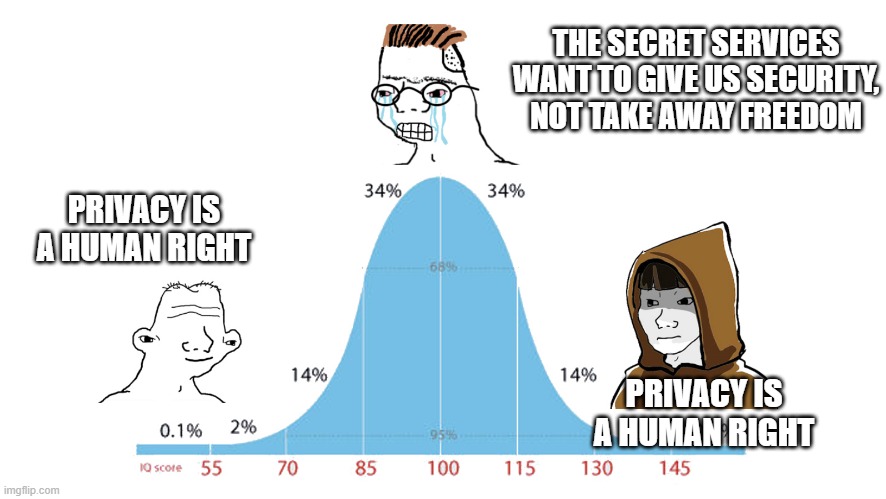 THE SECRET SERVICES
WANT TO GIVE US SECURITY,
NOT TAKE AWAY FREEDOM
34%
34%
PRIVACY IS
A HUMAN RIGHT
68%
14%
14%
PRIVACY IS
A HUMAN RIGHT
0.1%
2%
95%
IQ score
55
70
85
100
115
130
145
imgflip.com